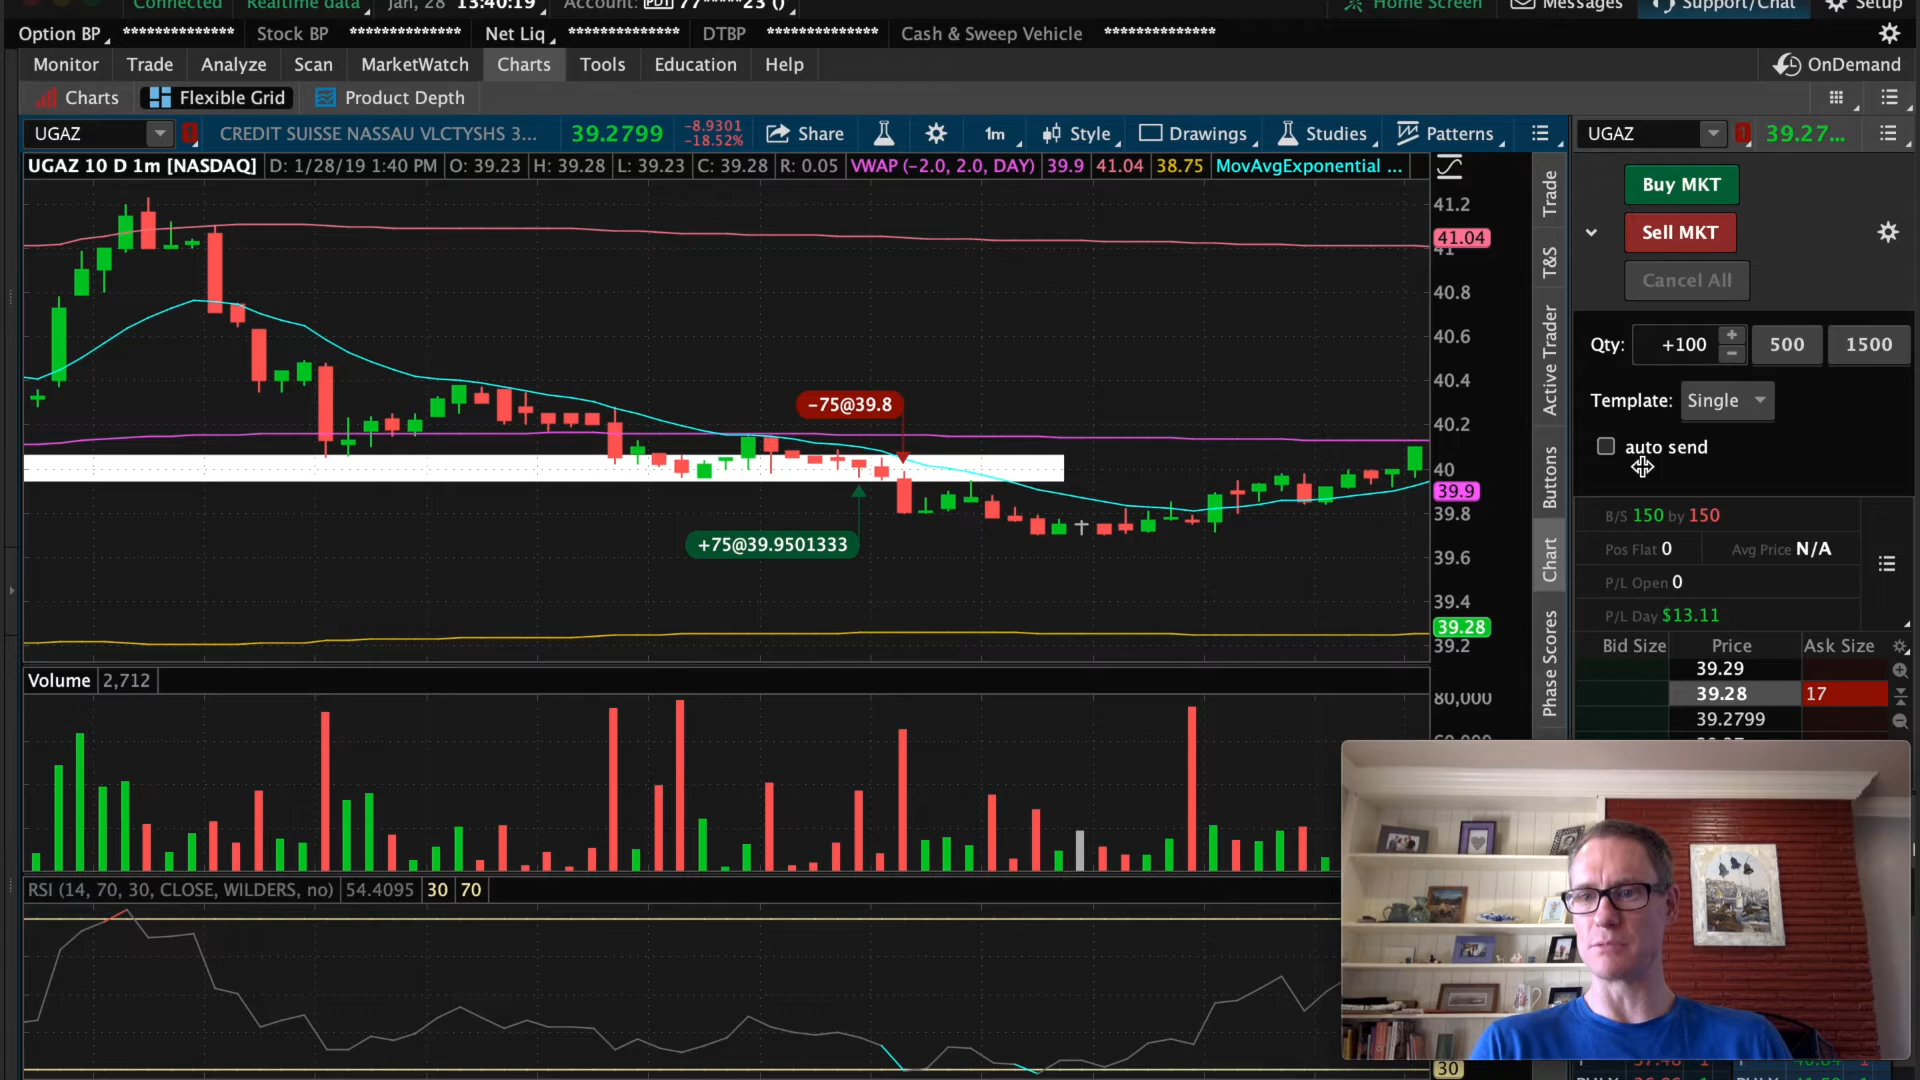 Connected Realtime data Jan, 28 13:40:19 Account: PDT 77*****23 () Home Screen Messages Support/Chat Setup
Option BP ************** Stock BP ************** Net Liq ************** DTBP ************** Cash & Sweep Vehicle **************
Monitor Trade Analyze Scan MarketWatch Charts Tools Education Help OnDemand
Charts Flexible Grid Product Depth
UGAZ 1 CREDIT SUISSE NASSAU VLCTYSHS 3... 39.2799 -8.9301 -18.52% Share 1m Style Drawings Studies Patterns UGAZ 1 39.27...
UGAZ 10 D 1m [NASDAQ] D: 1/28/19 1:40 PM O: 39.23 H: 39.28 L: 39.23 C: 39.28 R: 0.05 VWAP (-2.0, 2.0, DAY) 39.9 41.04 38.75 MovAvgExponential ...
41.2
41.04
41
40.8
40.6
40.4
40.2
40
39.9
39.8
39.6
39.4
39.28
39.2
-75@39.8
+75@39.9501333
Trade
T&S
Active Trader
Buttons
Chart
Phase Scores
Buy MKT
Sell MKT
Cancel All
Qty: +100 500 1500
Template: Single
auto send
B/S 150 by 150
Pos Flat 0 Avg Price N/A
P/L Open 0
P/L Day $13.11
Bid Size Price Ask Size
39.29
39.28 17
39.2799
Volume 2,712
80,000
RSI (14, 70, 30, CLOSE, WILDERS, no) 54.4095 30 70
30